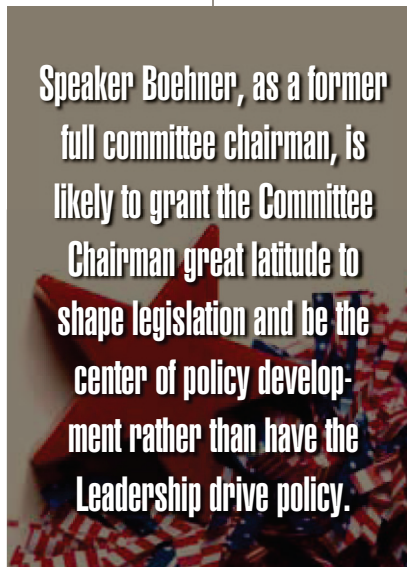 Speaker Boehner, as a former
full committee chairman, is
likely to grant the Committee
Chairman great latitude to
shape legislation and be the
center of policy develop-
ment rather than have the
Leadership drive policy.